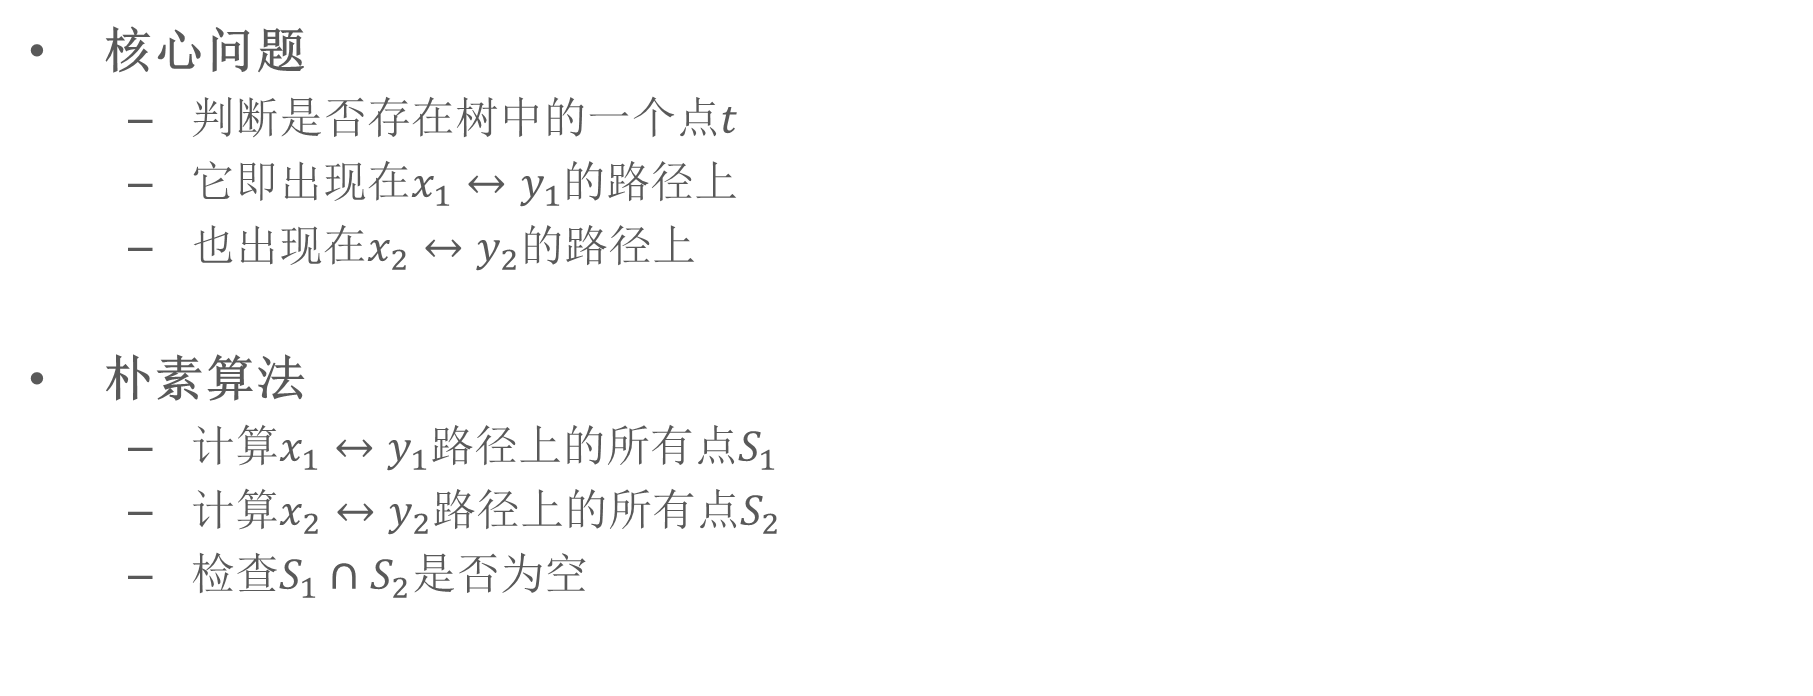 • 核心问题
– 判断是否存在树中的一个点t
– 它即出现在x₁ ↔ y₁的路径上
– 也出现在x₂ ↔ y₂的路径上
• 朴素算法
– 计算x₁ ↔ y₁路径上的所有点S₁
– 计算x₂ ↔ y₂路径上的所有点S₂
– 检查S₁ ∩ S₂是否为空